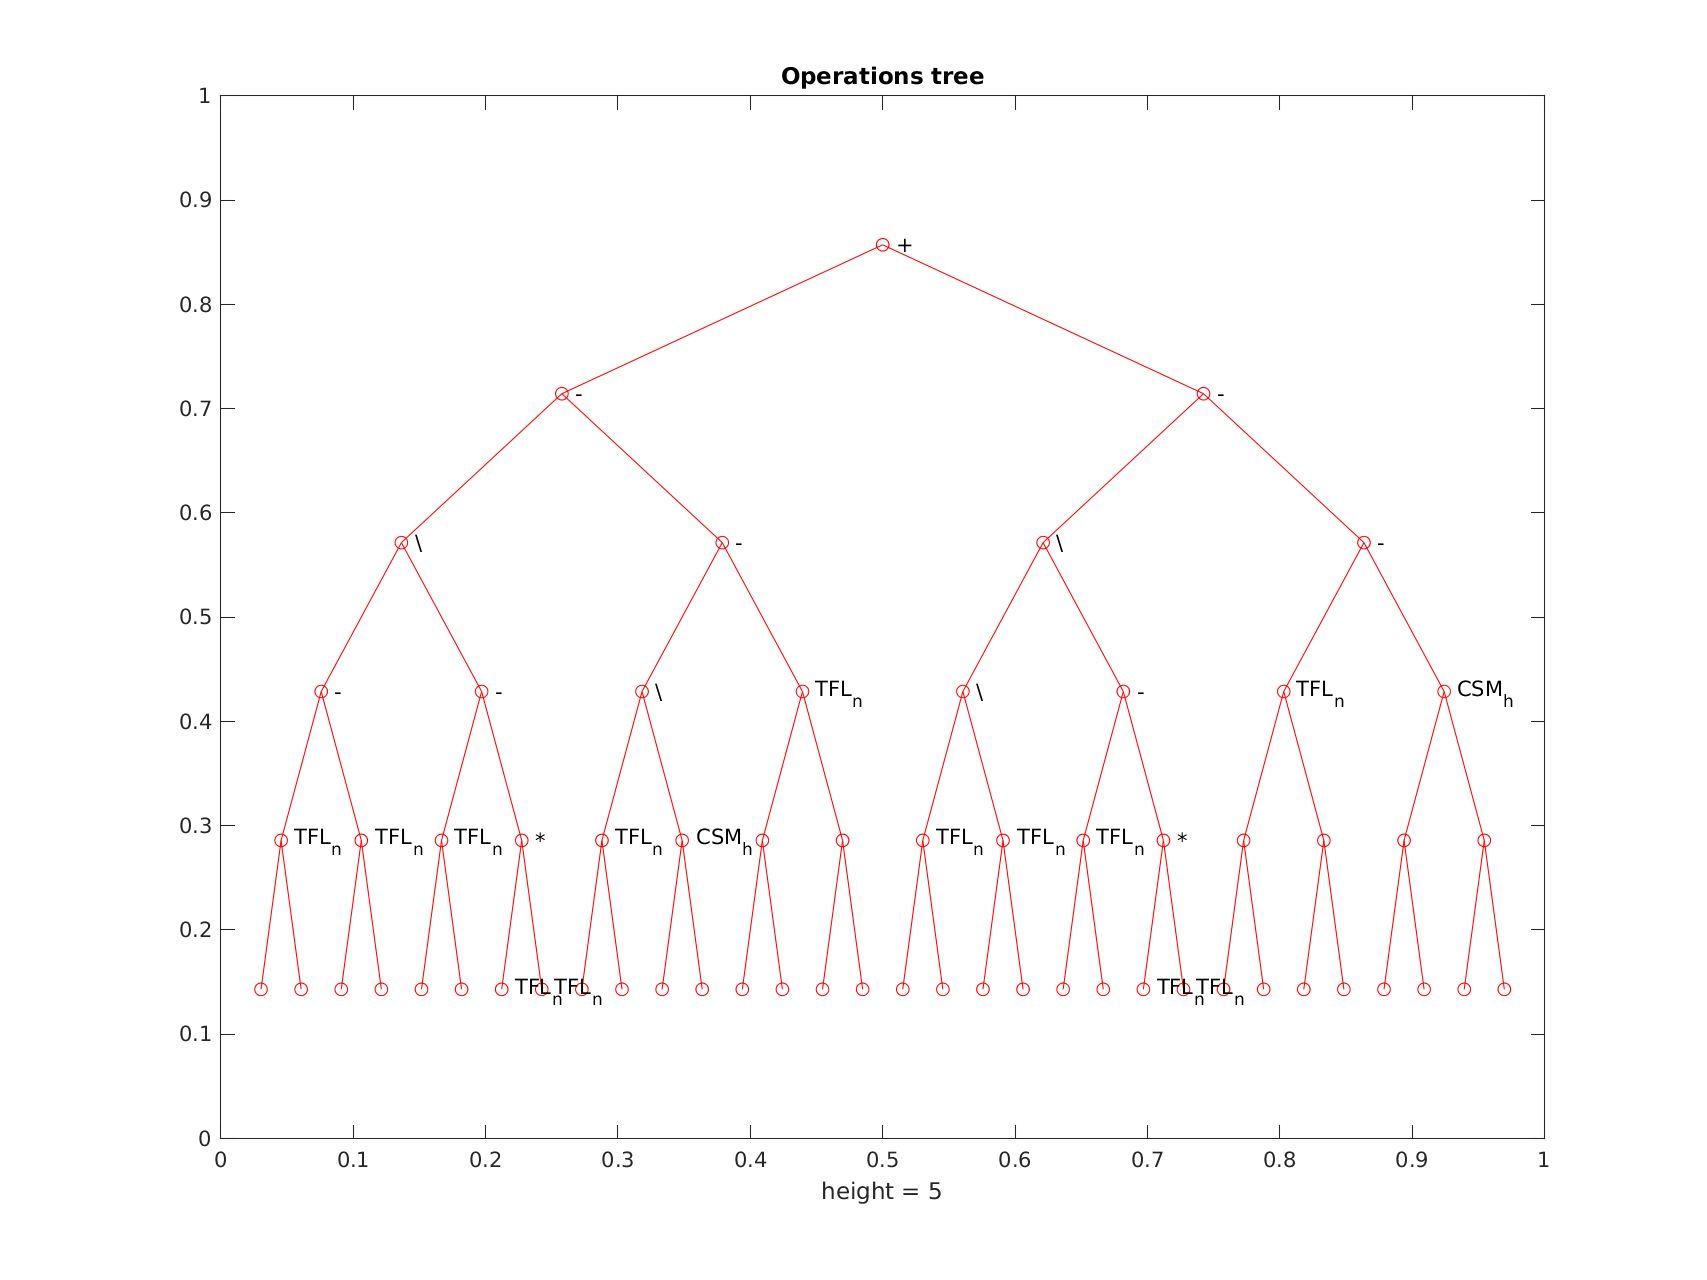 Operations tree
1
0.9
+
0.8
- -
0.7
0.6
\ - \ -
0.5
- - \ TFLn \ - TFLn CSMh
0.4
0.3
TFLn TFLn TFLn * TFLn CSMh TFLn TFLn TFLn *
0.2
TFLn TFLn TFLn TFLn
0.1
0
0 0.1 0.2 0.3 0.4 0.5 0.6 0.7 0.8 0.9 1
height = 5